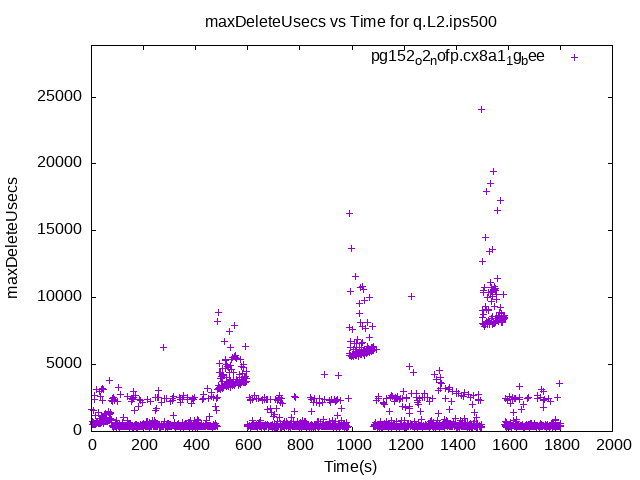 maxDeleteUsecs vs Time for q.L2.ips500
pg152o2nofp.cx8a11gbee
25000
20000
15000
10000
5000
0
maxDeleteUsecs
0 200 400 600 800 1000 1200 1400 1600 1800 2000
Time(s)